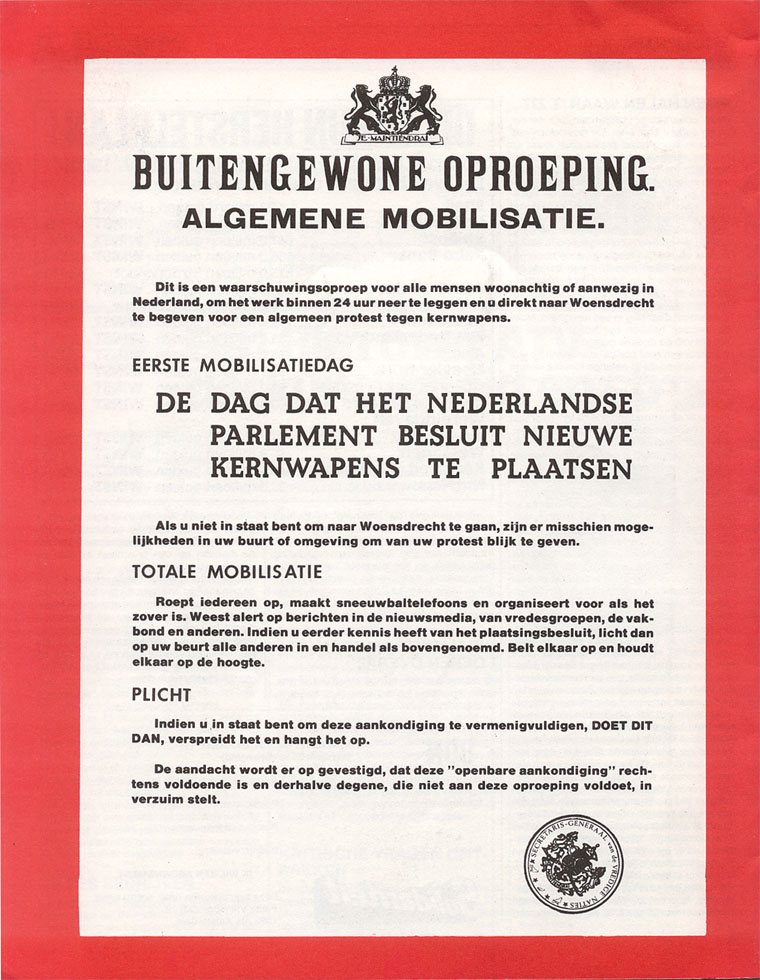 JE MAINTIENDRAI
BUITENGEWONE OPROEPING.
ALGEMENE MOBILISATIE.
Dit is een waarschuwingsoproep voor alle mensen woonachtig of aanwezig in
Nederland, om het werk binnen 24 uur neer te leggen en u direkt naar Woensdrecht
te begeven voor een algemeen protest tegen kernwapens.
EERSTE MOBILISATIEDAG
DE DAG DAT HET NEDERLANDSE
PARLEMENT BESLUIT NIEUWE
KERNWAPENS TE PLAATSEN
Als u niet in staat bent om naar Woensdrecht te gaan, zijn er misschien moge-
lijkheden in uw buurt of omgeving om van uw protest blijk te geven.
TOTALE MOBILISATIE
Roept iedereen op, maakt sneeuwbaltelefoons en organiseert voor als het
zover is. Weest alert op berichten in de nieuwsmedia, van vredesgroepen, de vak-
bond en anderen. Indien u eerder kennis heeft van het plaatsingsbesluit, licht dan
op uw beurt alle anderen in en handel als bovengenoemd. Belt elkaar op en houdt
elkaar op de hoogte.
PLICHT
Indien u in staat bent om deze aankondiging te vermenigvuldigen, DOET DIT
DAN, verspreidt het en hangt het op.
De aandacht wordt er op gevestigd, dat deze "openbare aankondiging" rech-
tens voldoende is en derhalve degene, die niet aan deze oproeping voldoet, in
verzuim stelt.
SECRETARIS-GENERAAL van de VREDIGE NATIES